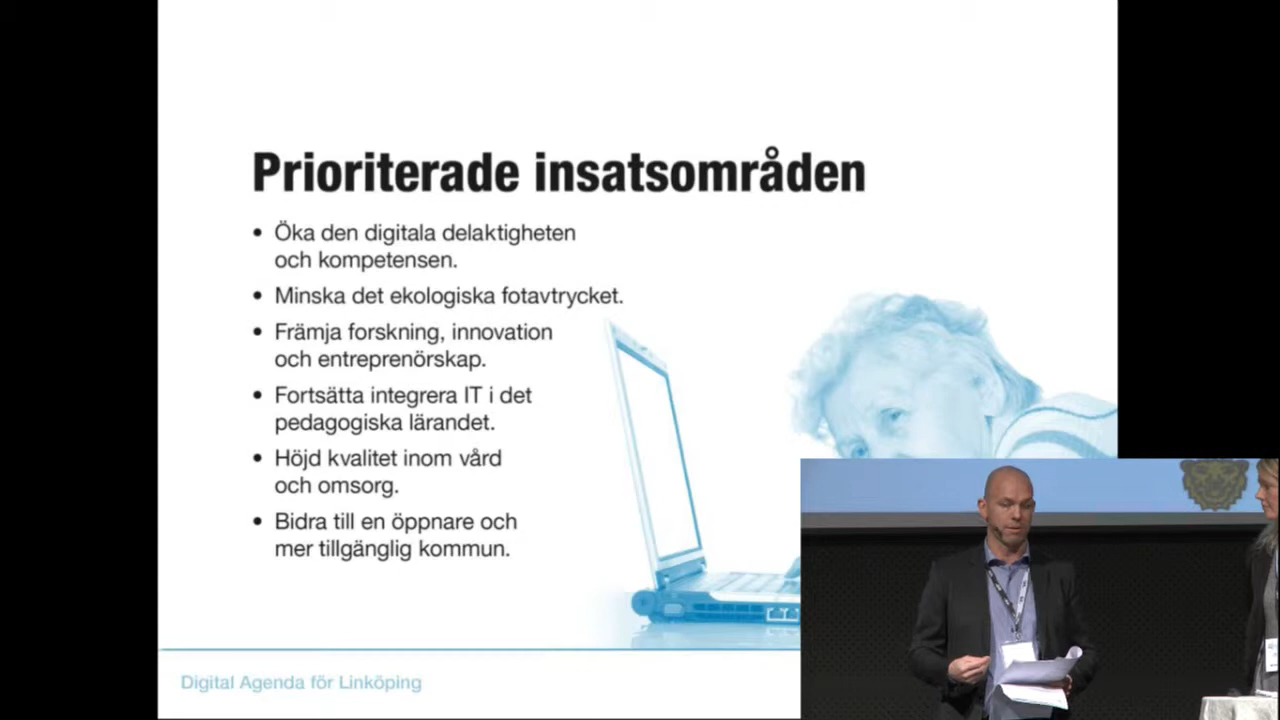 Prioriterade insatsområden
• Öka den digitala delaktigheten
och kompetensen.
• Minska det ekologiska fotavtrycket.
• Främja forskning, innovation
och entreprenörskap.
• Fortsätta integrera IT i det
pedagogiska lärandet.
• Höjd kvalitet inom vård
och omsorg.
• Bidra till en öppnare och
mer tillgänglig kommun.
Digital Agenda för Linköping